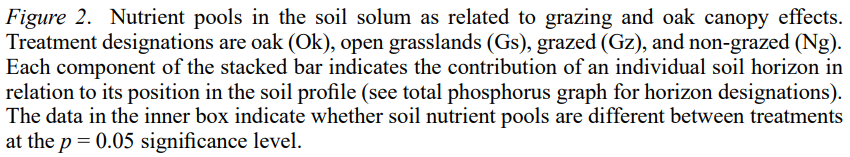 Figure 2. Nutrient pools in the soil solum as related to grazing and oak canopy effects.
Treatment designations are oak (Ok), open grasslands (Gs), grazed (Gz), and non-grazed (Ng).
Each component of the stacked bar indicates the contribution of an individual soil horizon in
relation to its position in the soil profile (see total phosphorus graph for horizon designations).
The data in the inner box indicate whether soil nutrient pools are different between treatments
at the p = 0.05 significance level.